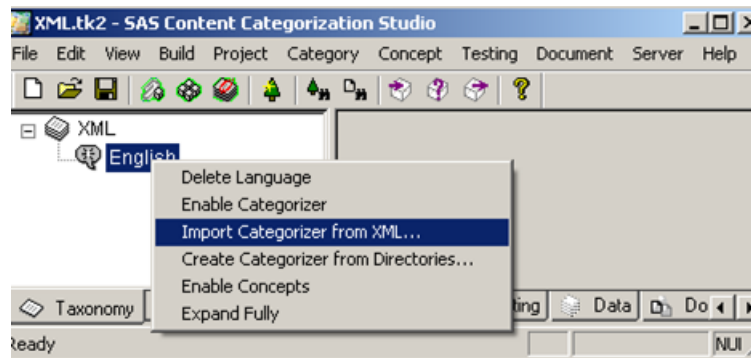 XML.tk2 - SAS Content Categorization Studio
File Edit View Build Project Category Concept Testing Document Server Help
XML
English
Delete Language
Enable Categorizer
Import Categorizer from XML...
Create Categorizer from Directories...
Enable Concepts
Expand Fully
Taxonomy ting Data Do
Ready NUI